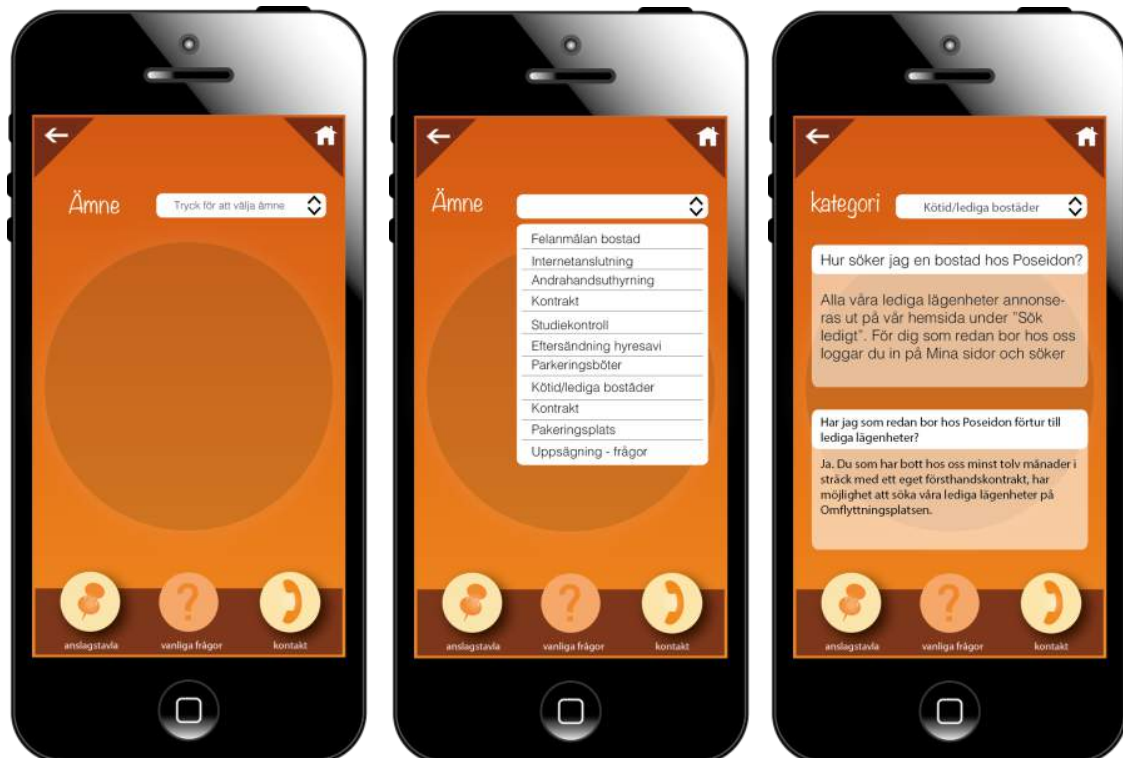 Ämne
Tryck för att välja ämne
anslagstavla
vanliga frågor
kontakt
Ämne
Felanmälan bostad
Internetanslutning
Andrahandsuthyrning
Kontrakt
Studiekontroll
Eftersändning hyresavi
Parkeringsböter
Kötid/lediga bostäder
Kontrakt
Pakeringsplats
Uppsägning - frågor
anslagstavla
vanliga frågor
kontakt
kategori
Kötid/lediga bostäder
Hur söker jag en bostad hos Poseidon?
Alla våra lediga lägenheter annonse-
ras ut på vår hemsida under "Sök
ledigt". För dig som redan bor hos oss
loggar du in på Mina sidor och söker
Har jag som redan bor hos Poseidon förtur till
lediga lägenheter?
Ja. Du som har bott hos oss minst tolv månader i
sträck med ett eget förstahandskontrakt, har
möjlighet att söka våra lediga lägenheter på
Omflyttningsplatsen.
anslagstavla
vanliga frågor
kontakt